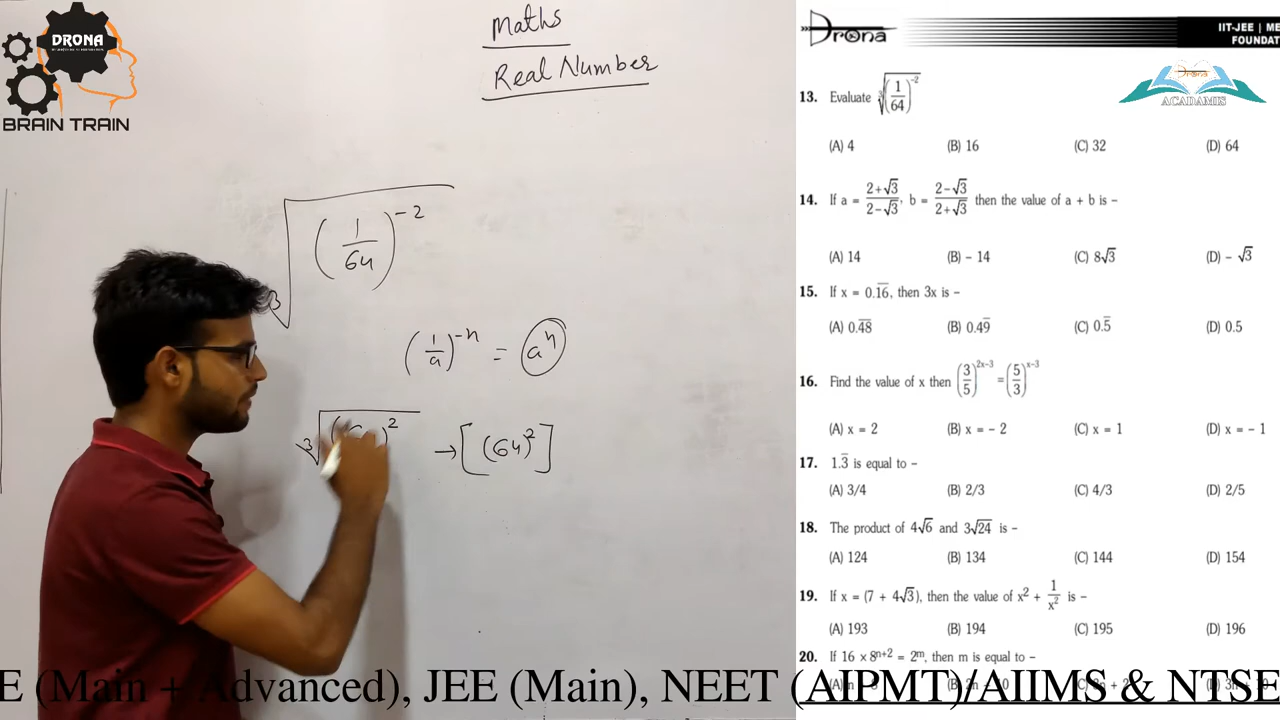 DRONA
BRAIN TRAIN
Maths
Real Number
∛(1/64)⁻²
(1/a)⁻ⁿ = aⁿ
→ [(64)²]
Drona
IIT-JEE | ME
FOUNDAT
Drona
ACADAMIS
13. Evaluate ∛(1/64)⁻²
(A) 4 (B) 16 (C) 32 (D) 64
14. If a = (2+√3)/(2−√3), b = (2−√3)/(2+√3) then the value of a + b is –
(A) 14 (B) – 14 (C) 8√3 (D) – √3
15. If x = 0.1̅6̅, then 3x is –
(A) 0.4̅8̅ (B) 0.49̅ (C) 0.5̅ (D) 0.5
16. Find the value of x then (3/5)²ˣ⁻³ = (5/3)ˣ⁻³
(A) x = 2 (B) x = – 2 (C) x = 1 (D) x = – 1
17. 1.3̅ is equal to –
(A) 3/4 (B) 2/3 (C) 4/3 (D) 2/5
18. The product of 4√6 and 3√24 is –
(A) 124 (B) 134 (C) 144 (D) 154
19. If x = (7 + 4√3), then the value of x² + 1/x² is –
(A) 193 (B) 194 (C) 195 (D) 196
20. If 16 × 8ⁿ⁺² = 2ᵐ, then m is equal to –
E (Main + Advanced), JEE (Main), NEET (AIPMT)/AIIMS & NTSE